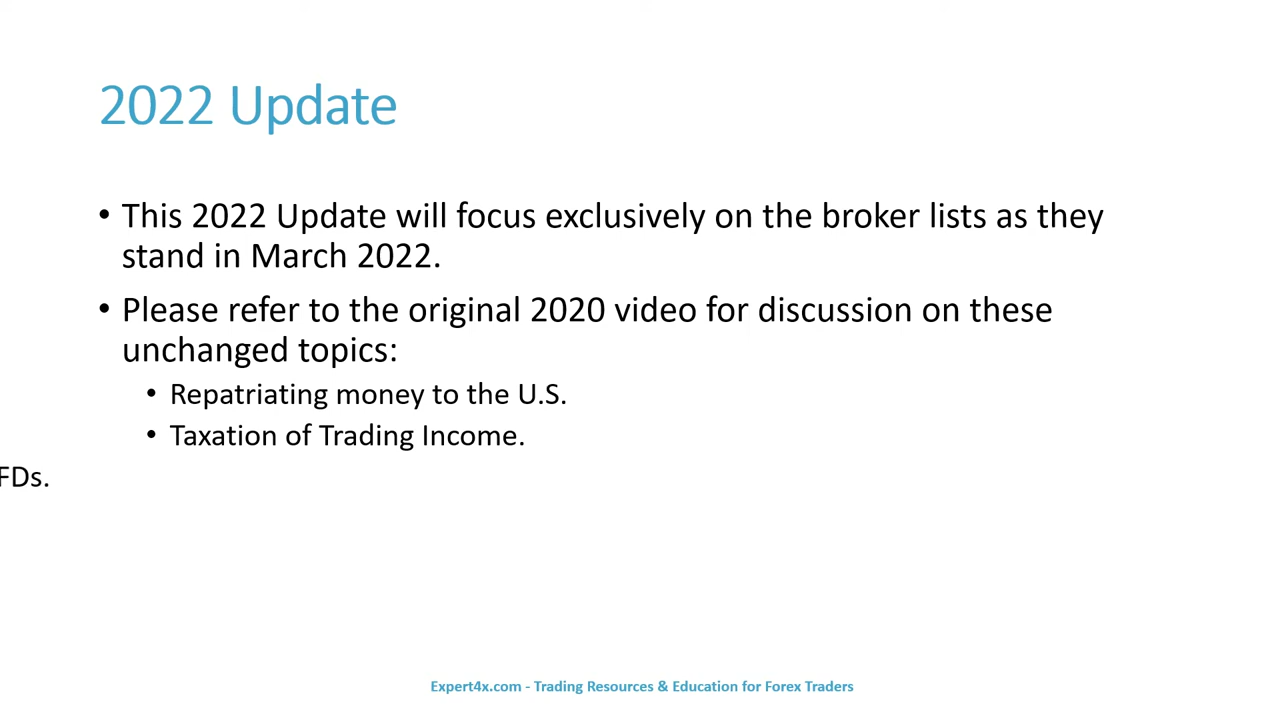 2022 Update
• This 2022 Update will focus exclusively on the broker lists as they
stand in March 2022.
• Please refer to the original 2020 video for discussion on these
unchanged topics:
• Repatriating money to the U.S.
• Taxation of Trading Income.
FDs.
Expert4x.com - Trading Resources & Education for Forex Traders